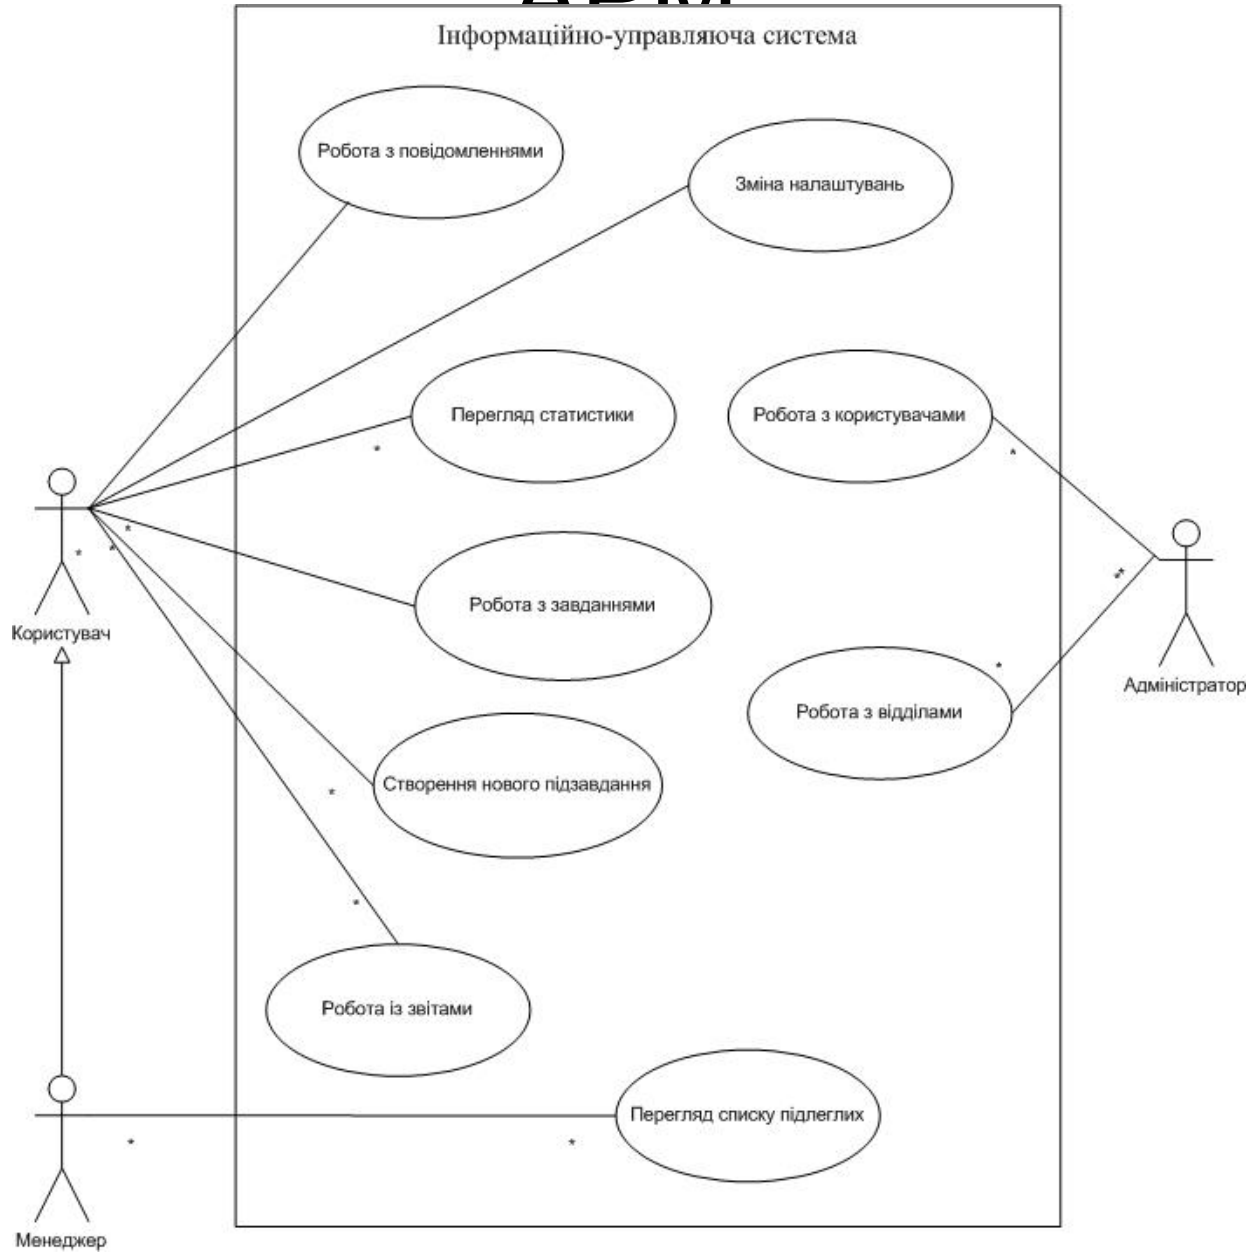 Інформаційно-управляюча система
Робота з повідомленнями
Зміна налаштувань
Перегляд статистики
Робота з користувачами
*
*
*
*
*
Користувач
Робота з завданнями
**
Адміністратор
*
Робота з відділами
Створення нового підзавдання
*
*
Робота із звітами
Перегляд списку підлеглих
*
*
Менеджер